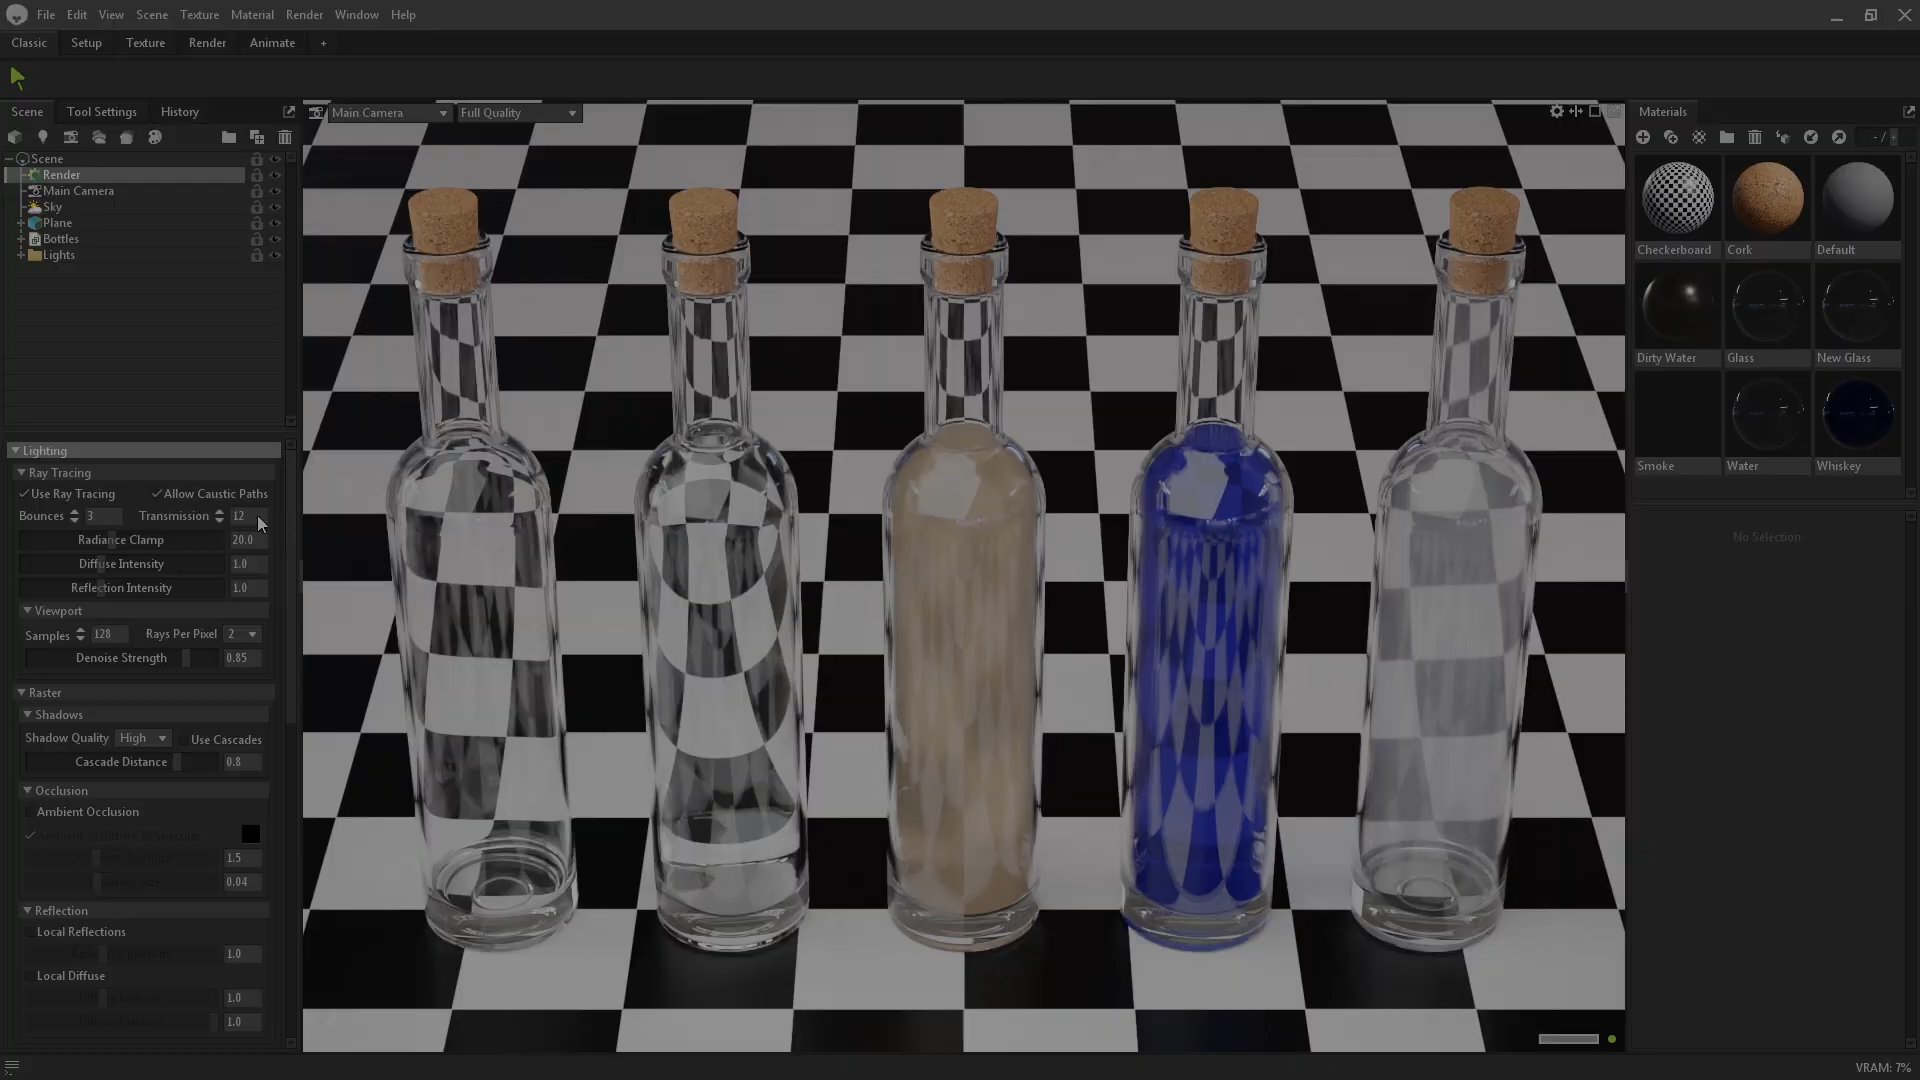 File Edit View Scene Texture Material Render Window Help
Classic Setup Texture Render Animate +
Scene Tool Settings History
Main Camera Full Quality
Materials
- /
Scene
Render
Main Camera
Sky
Plane
Bottles
Lights
Checkerboard Cork Default
Dirty Water Glass New Glass
Smoke Water Whiskey
No Selection
Lighting
Ray Tracing
Use Ray Tracing Allow Caustic Paths
Bounces 3 Transmission 12
Radiance Clamp 20.0
Diffuse Intensity 1.0
Reflection Intensity 1.0
Viewport
Samples 128 Rays Per Pixel 2
Denoise Strength 0.85
Raster
Shadows
Shadow Quality High Use Cascades
Cascade Distance 0.8
Occlusion
Ambient Occlusion
1.5
0.04
Reflection
Local Reflections
1.0
Local Diffuse
1.0
1.0
VRAM: 7%